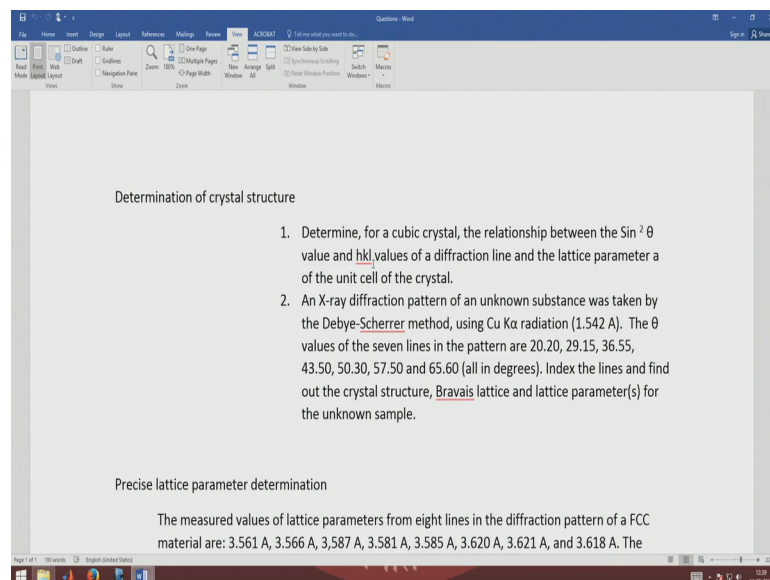 Questions - Word
File Home Insert Design Layout References Mailings Review View ACROBAT Tell me what you want to do... Sign in Share
Read Mode Print Layout Web Layout Outline Draft Ruler Gridlines Navigation Pane Zoom 100% One Page Multiple Pages Page Width New Window Arrange All Split View Side by Side Synchronous Scrolling Reset Window Position Switch Windows Macros
Views Show Zoom Window Macros
Determination of crystal structure
1. Determine, for a cubic crystal, the relationship between the Sin ² θ
value and hkl values of a diffraction line and the lattice parameter a
of the unit cell of the crystal.
2. An X-ray diffraction pattern of an unknown substance was taken by
the Debye-Scherrer method, using Cu Kα radiation (1.542 A). The θ
values of the seven lines in the pattern are 20.20, 29.15, 36.55,
43.50, 50.30, 57.50 and 65.60 (all in degrees). Index the lines and find
out the crystal structure, Bravais lattice and lattice parameter(s) for
the unknown sample.
Precise lattice parameter determination
The measured values of lattice parameters from eight lines in the diffraction pattern of a FCC
material are: 3.561 A, 3.566 A, 3,587 A, 3.581 A, 3.585 A, 3.620 A, 3.621 A, and 3.618 A. The
Page 1 of 1 193 words English (United States)
12:39